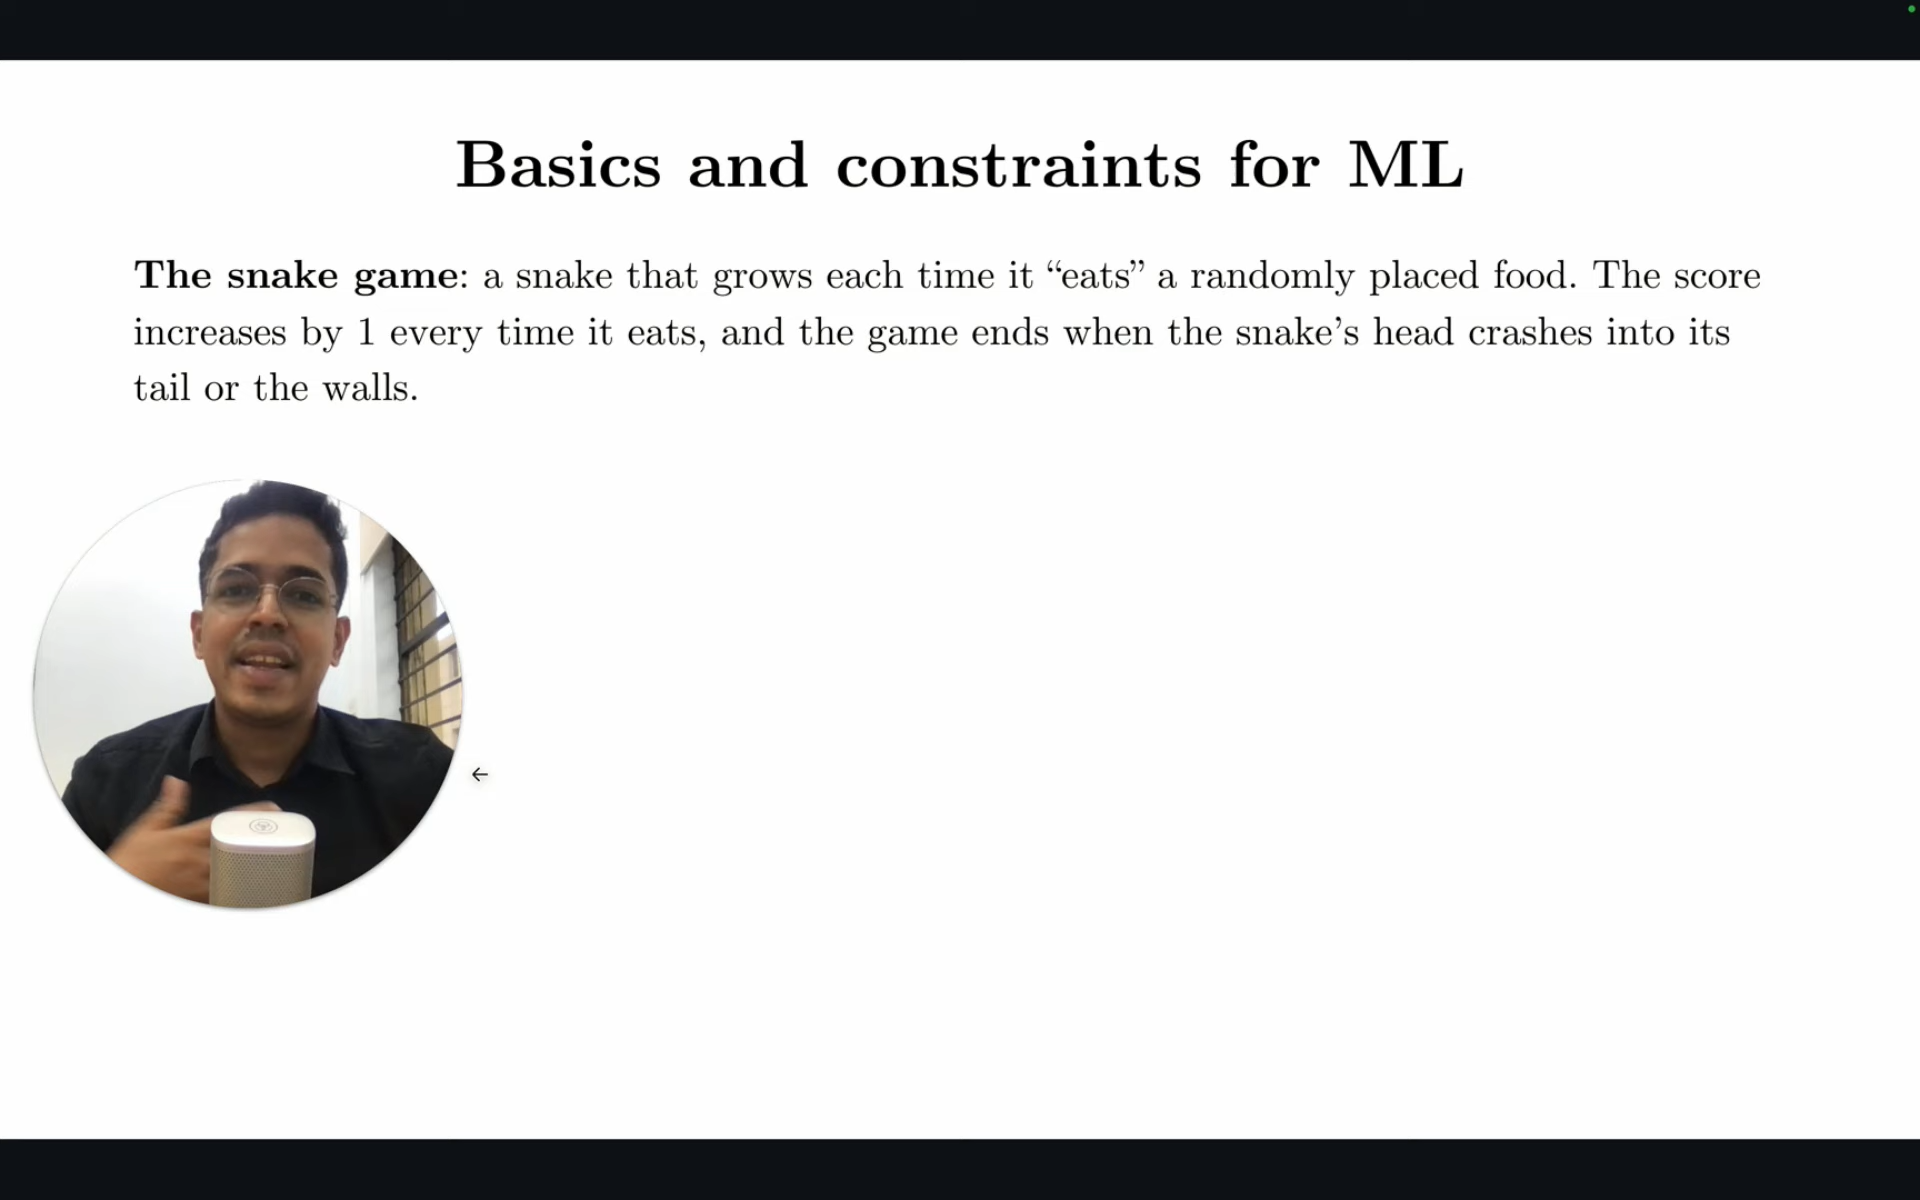 Basics and constraints for ML
The snake game: a snake that grows each time it “eats” a randomly placed food. The score
increases by 1 every time it eats, and the game ends when the snake’s head crashes into its
tail or the walls.